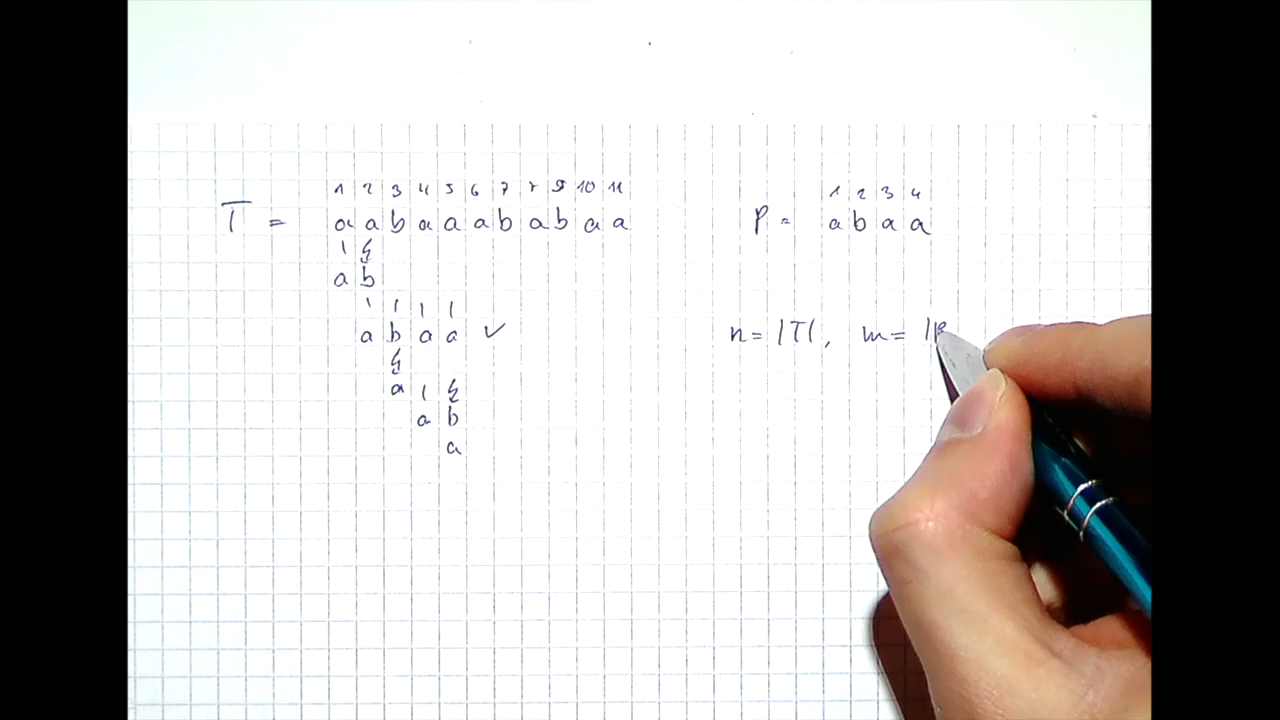 1 2 3 4 5 6 7 8 9 10 11
1 2 3 4
T = a a b a a a b a b a a
P = a b a a
a b
a b a a ✓
n = |T|, m = |P
a
a b
a